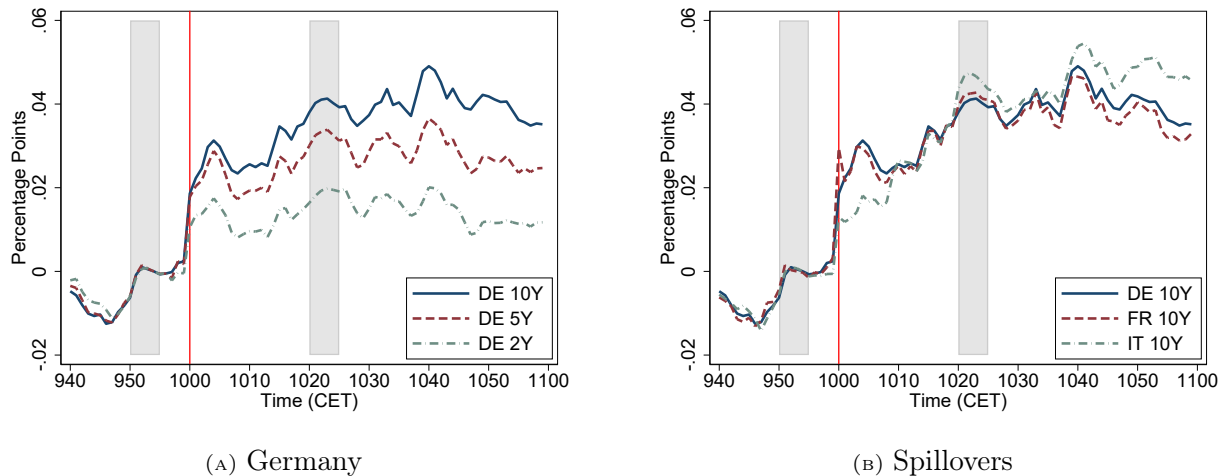 .06
.04
.02
0
-.02
Percentage Points
DE 10Y
DE 5Y
DE 2Y
940 950 1000 1010 1020 1030 1040 1050 1100
Time (CET)
(A) Germany
.06
.04
.02
0
-.02
Percentage Points
DE 10Y
FR 10Y
IT 10Y
940 950 1000 1010 1020 1030 1040 1050 1100
Time (CET)
(B) Spillovers